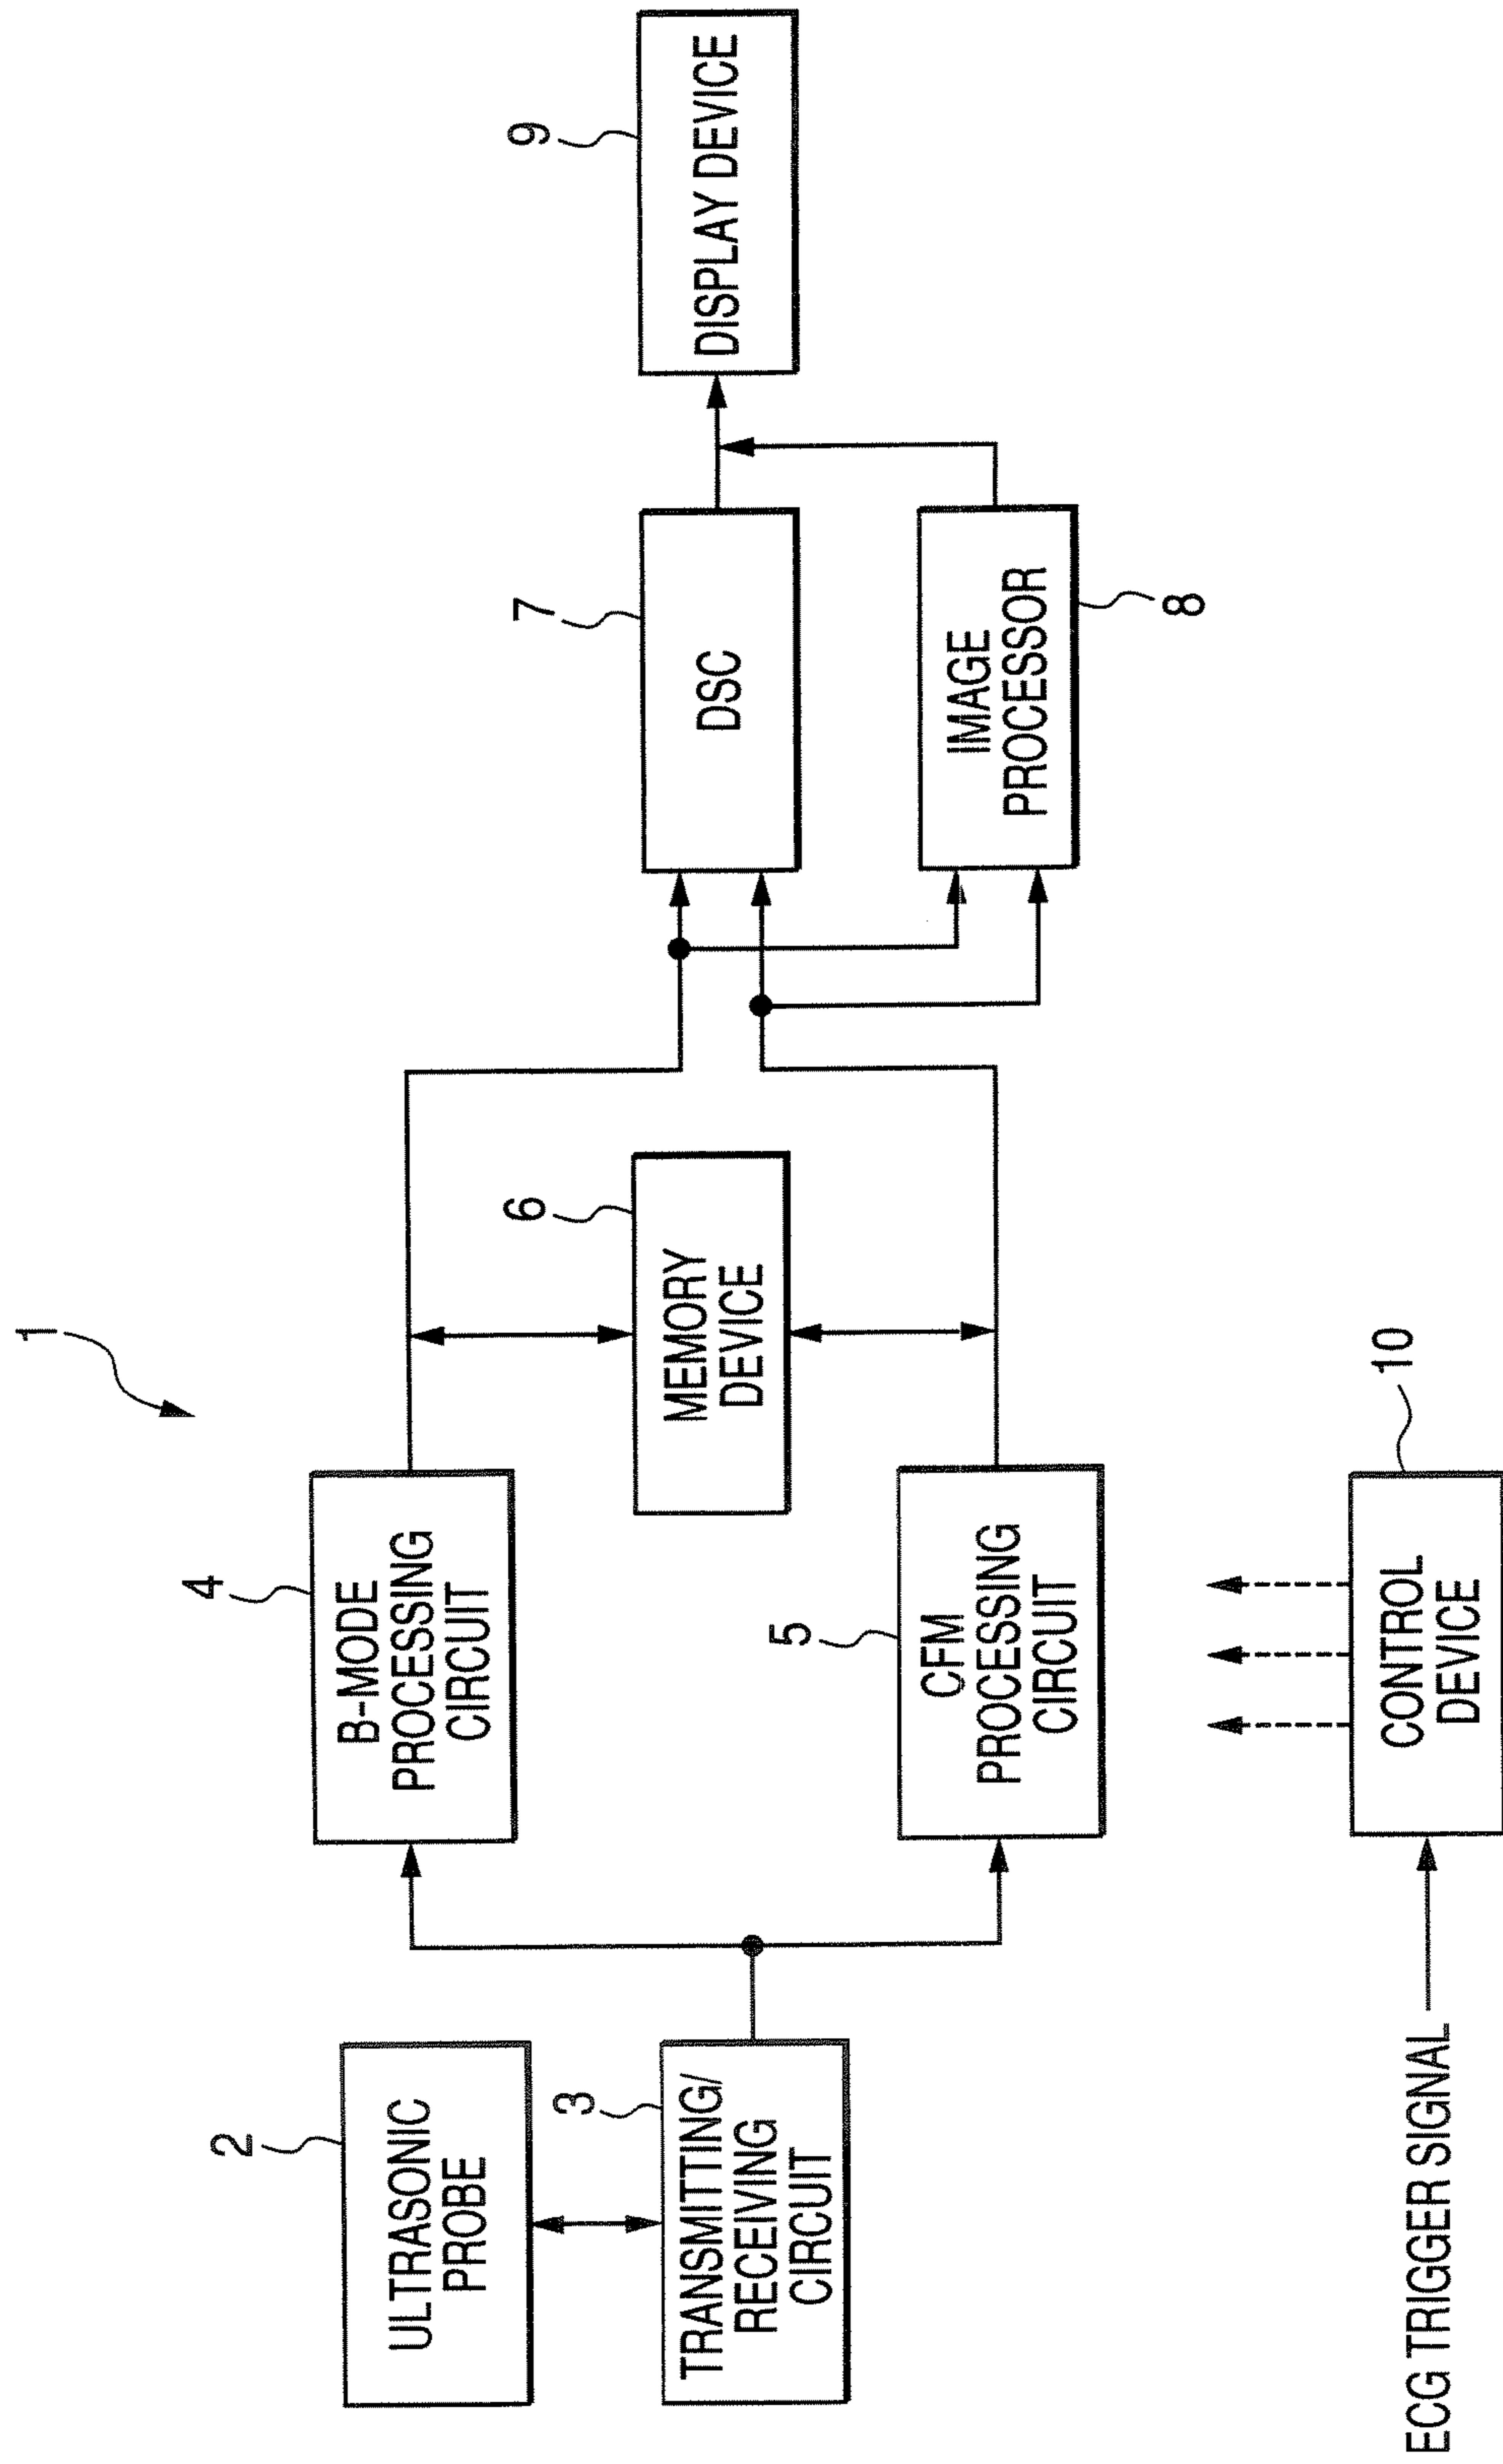 1
2
ULTRASONIC
PROBE
3
TRANSMITTING/
RECEIVING
CIRCUIT
4
B-MODE
PROCESSING
CIRCUIT
5
CFM
PROCESSING
CIRCUIT
6
MEMORY
DEVICE
7
DSC
8
IMAGE
PROCESSOR
9
DISPLAY DEVICE
10
CONTROL
DEVICE
ECG TRIGGER SIGNAL